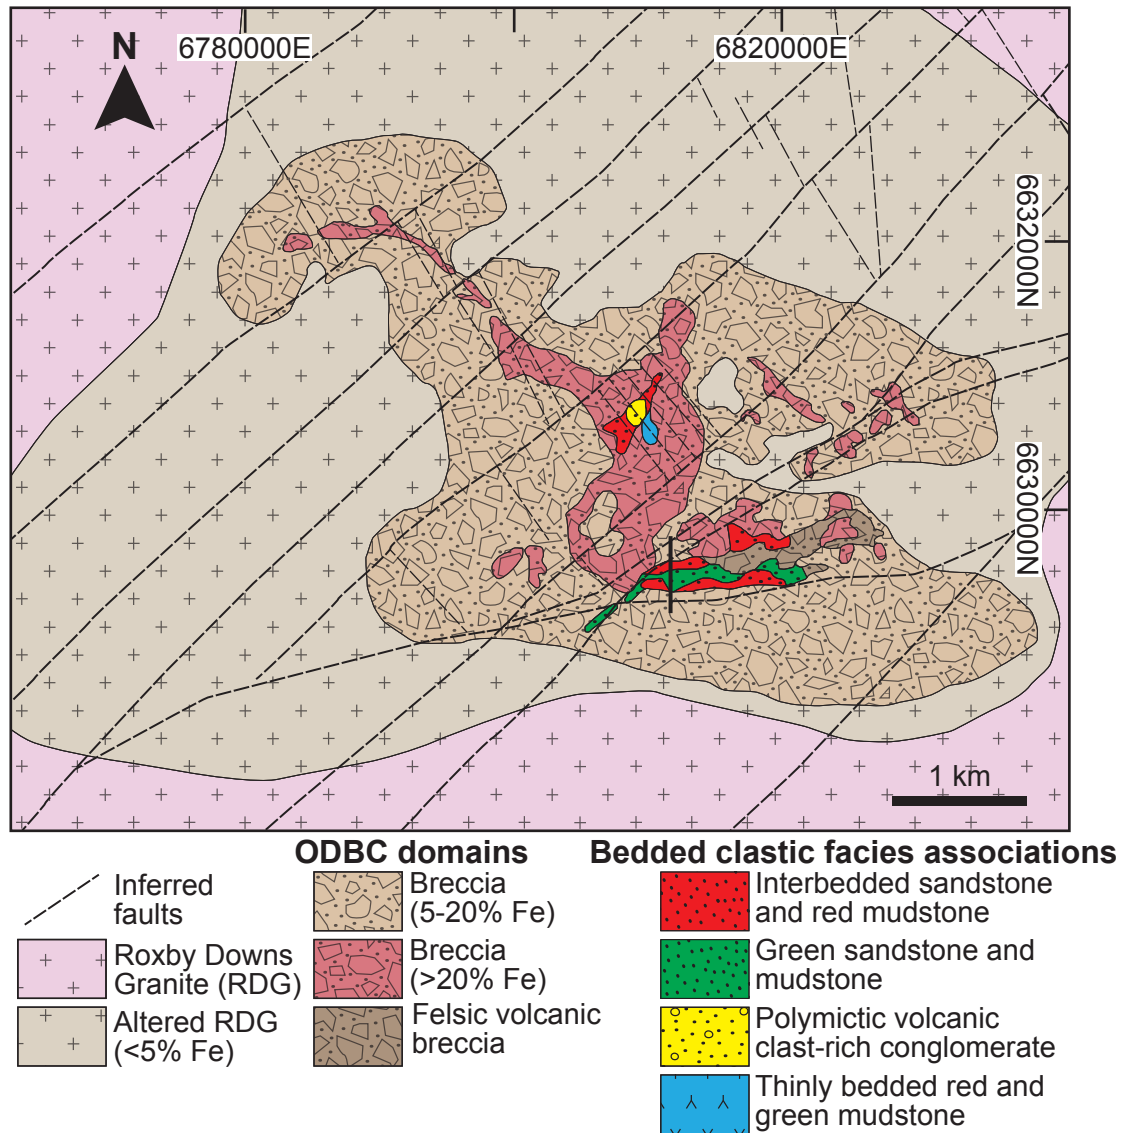 N
6780000E
6820000E
6632000N
6630000N
1 km
ODBC domains
Bedded clastic facies associations
Inferred
faults
Roxby Downs
Granite (RDG)
Altered RDG
(<5% Fe)
Breccia
(5-20% Fe)
Breccia
(>20% Fe)
Felsic volcanic
breccia
Interbedded sandstone
and red mudstone
Green sandstone and
mudstone
Polymictic volcanic
clast-rich conglomerate
Thinly bedded red and
green mudstone